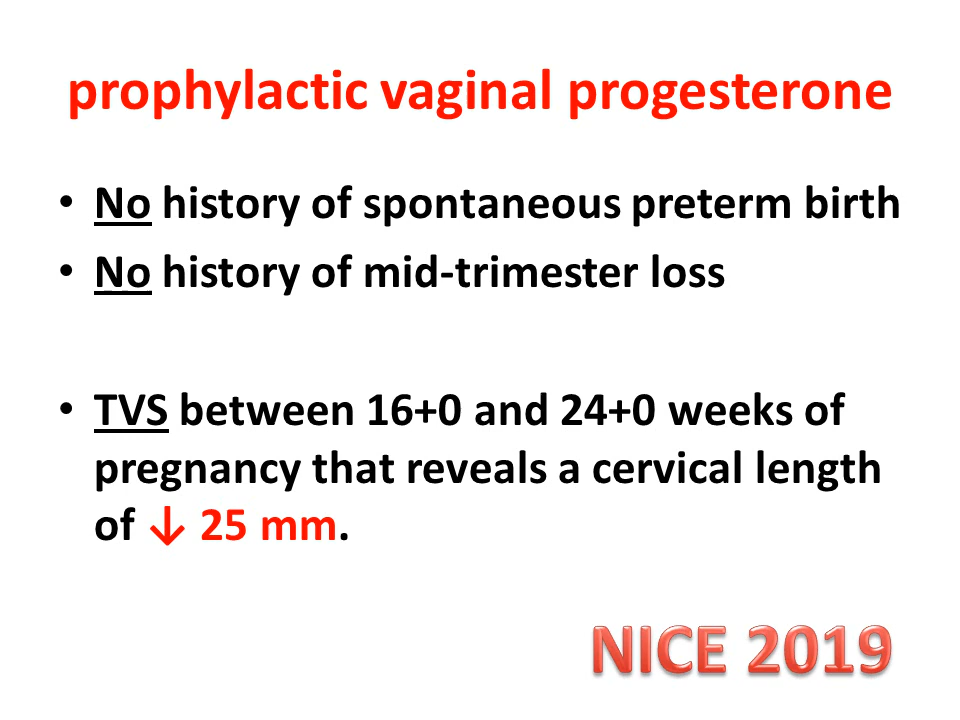 prophylactic vaginal progesterone
• No history of spontaneous preterm birth
• No history of mid-trimester loss
• TVS between 16+0 and 24+0 weeks of
pregnancy that reveals a cervical length
of ↓ 25 mm.
NICE 2019